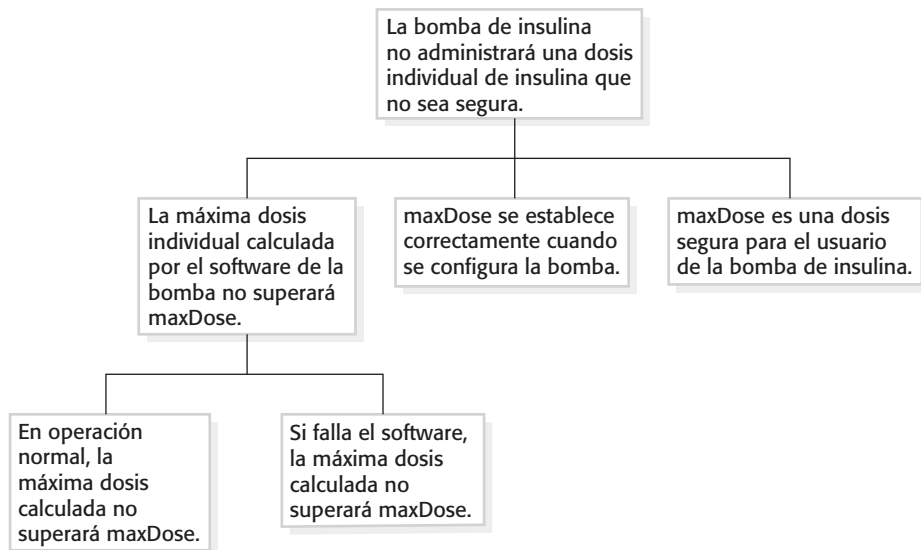 La bomba de insulina
no administrará una dosis
individual de insulina que
no sea segura.
La máxima dosis
individual calculada
por el software de la
bomba no superará
maxDose.
maxDose se establece
correctamente cuando
se configura la bomba.
maxDose es una dosis
segura para el usuario
de la bomba de insulina.
En operación
normal, la
máxima dosis
calculada no
superará maxDose.
Si falla el software,
la máxima dosis
calculada no
superará maxDose.